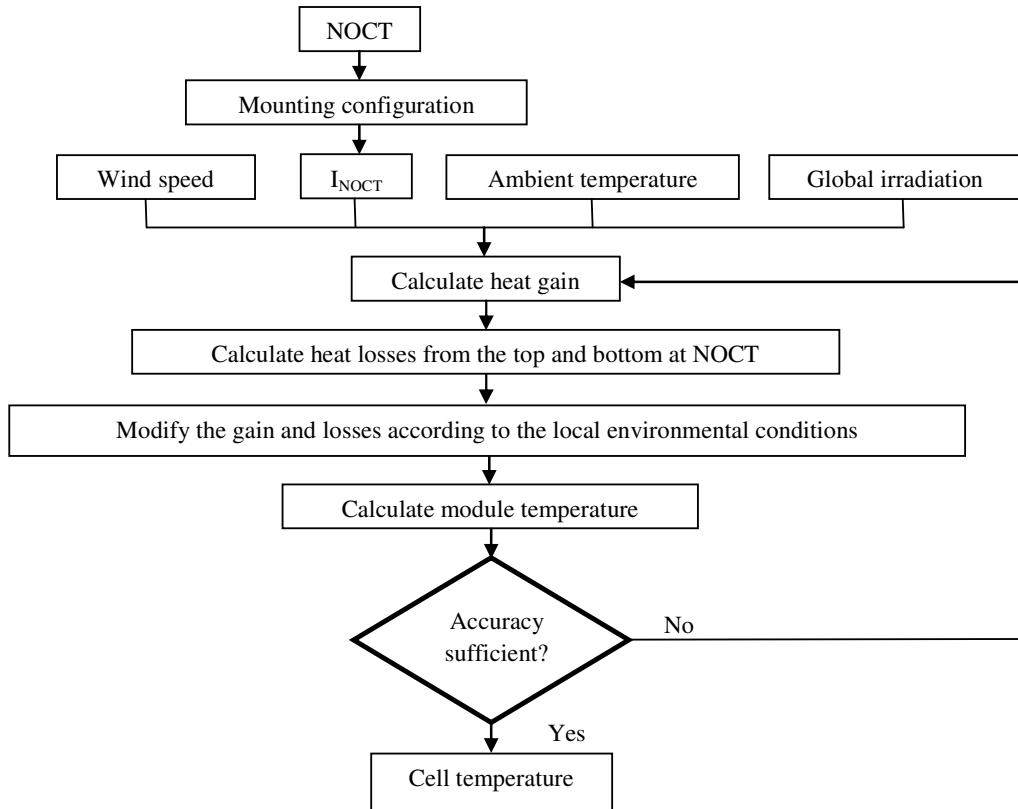 NOCT
Mounting configuration
Wind speed
I_NOCT
Ambient temperature
Global irradiation
Calculate heat gain
Calculate heat losses from the top and bottom at NOCT
Modify the gain and losses according to the local environmental conditions
Calculate module temperature
Accuracy
sufficient?
No
Yes
Cell temperature